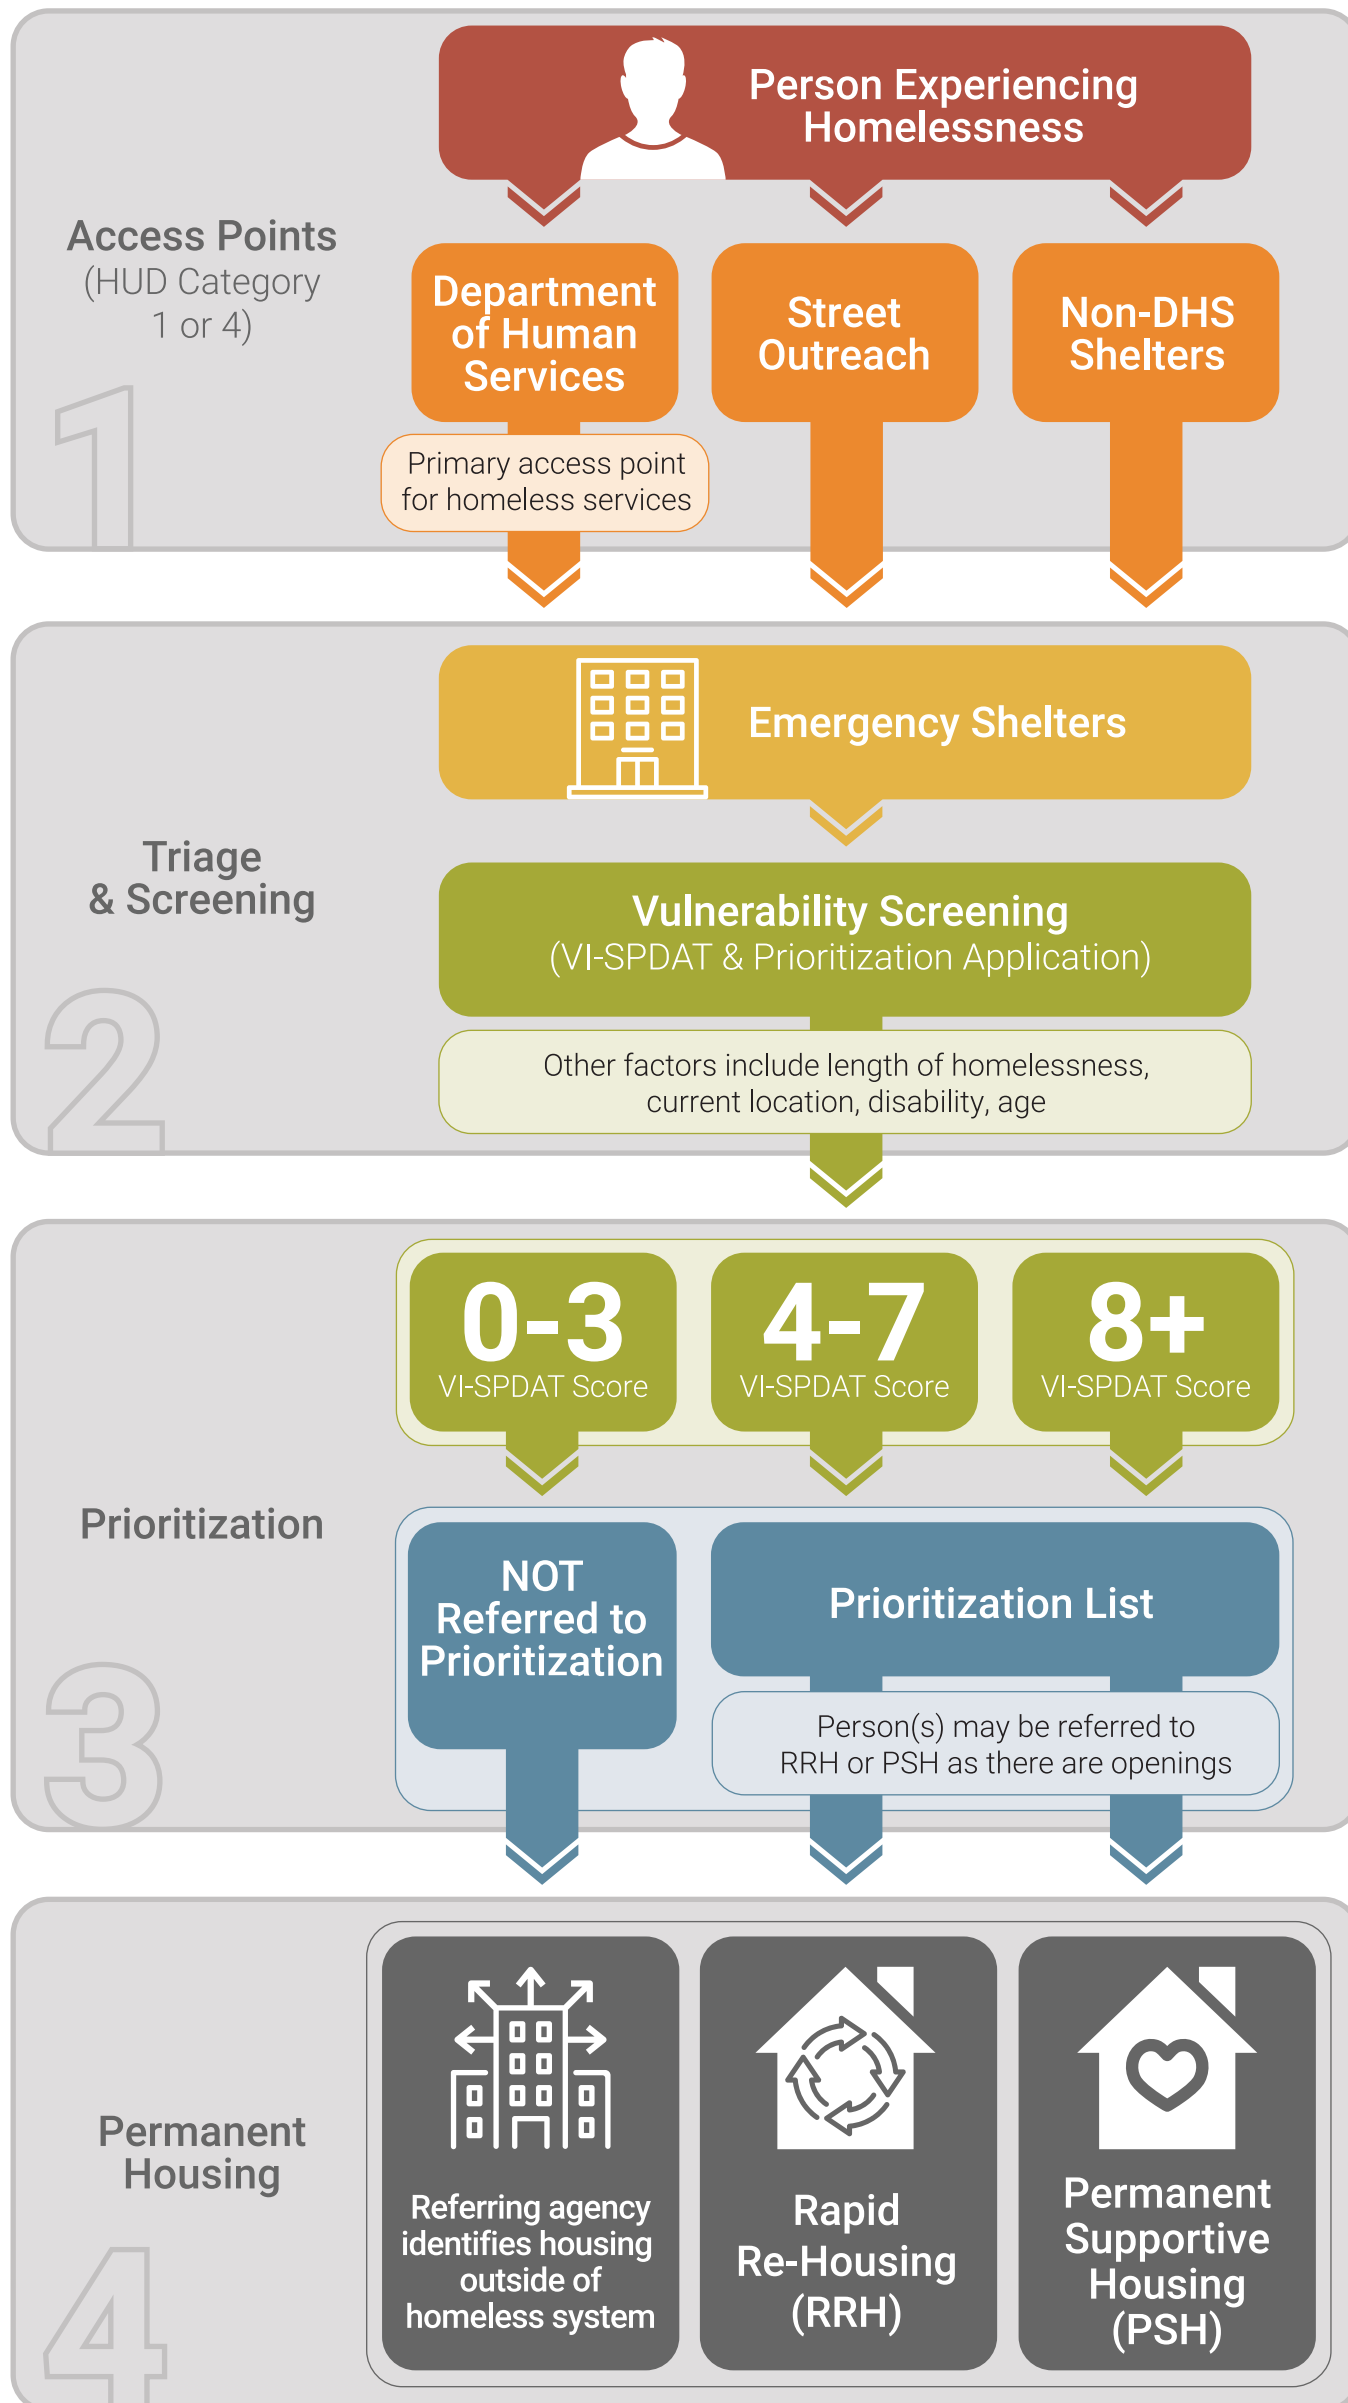 Person Experiencing
Homelessness
Access Points
(HUD Category
1 or 4)
1
Department
of Human
Services
Street
Outreach
Non-DHS
Shelters
Primary access point
for homeless services
Emergency Shelters
Triage
& Screening
2
Vulnerability Screening
(VI-SPDAT & Prioritization Application)
Other factors include length of homelessness,
current location, disability, age
0-3
VI-SPDAT Score
4-7
VI-SPDAT Score
8+
VI-SPDAT Score
Prioritization
3
NOT
Referred to
Prioritization
Prioritization List
Person(s) may be referred to
RRH or PSH as there are openings
Permanent
Housing
4
Referring agency
identifies housing
outside of
homeless system
Rapid
Re-Housing
(RRH)
Permanent
Supportive
Housing
(PSH)